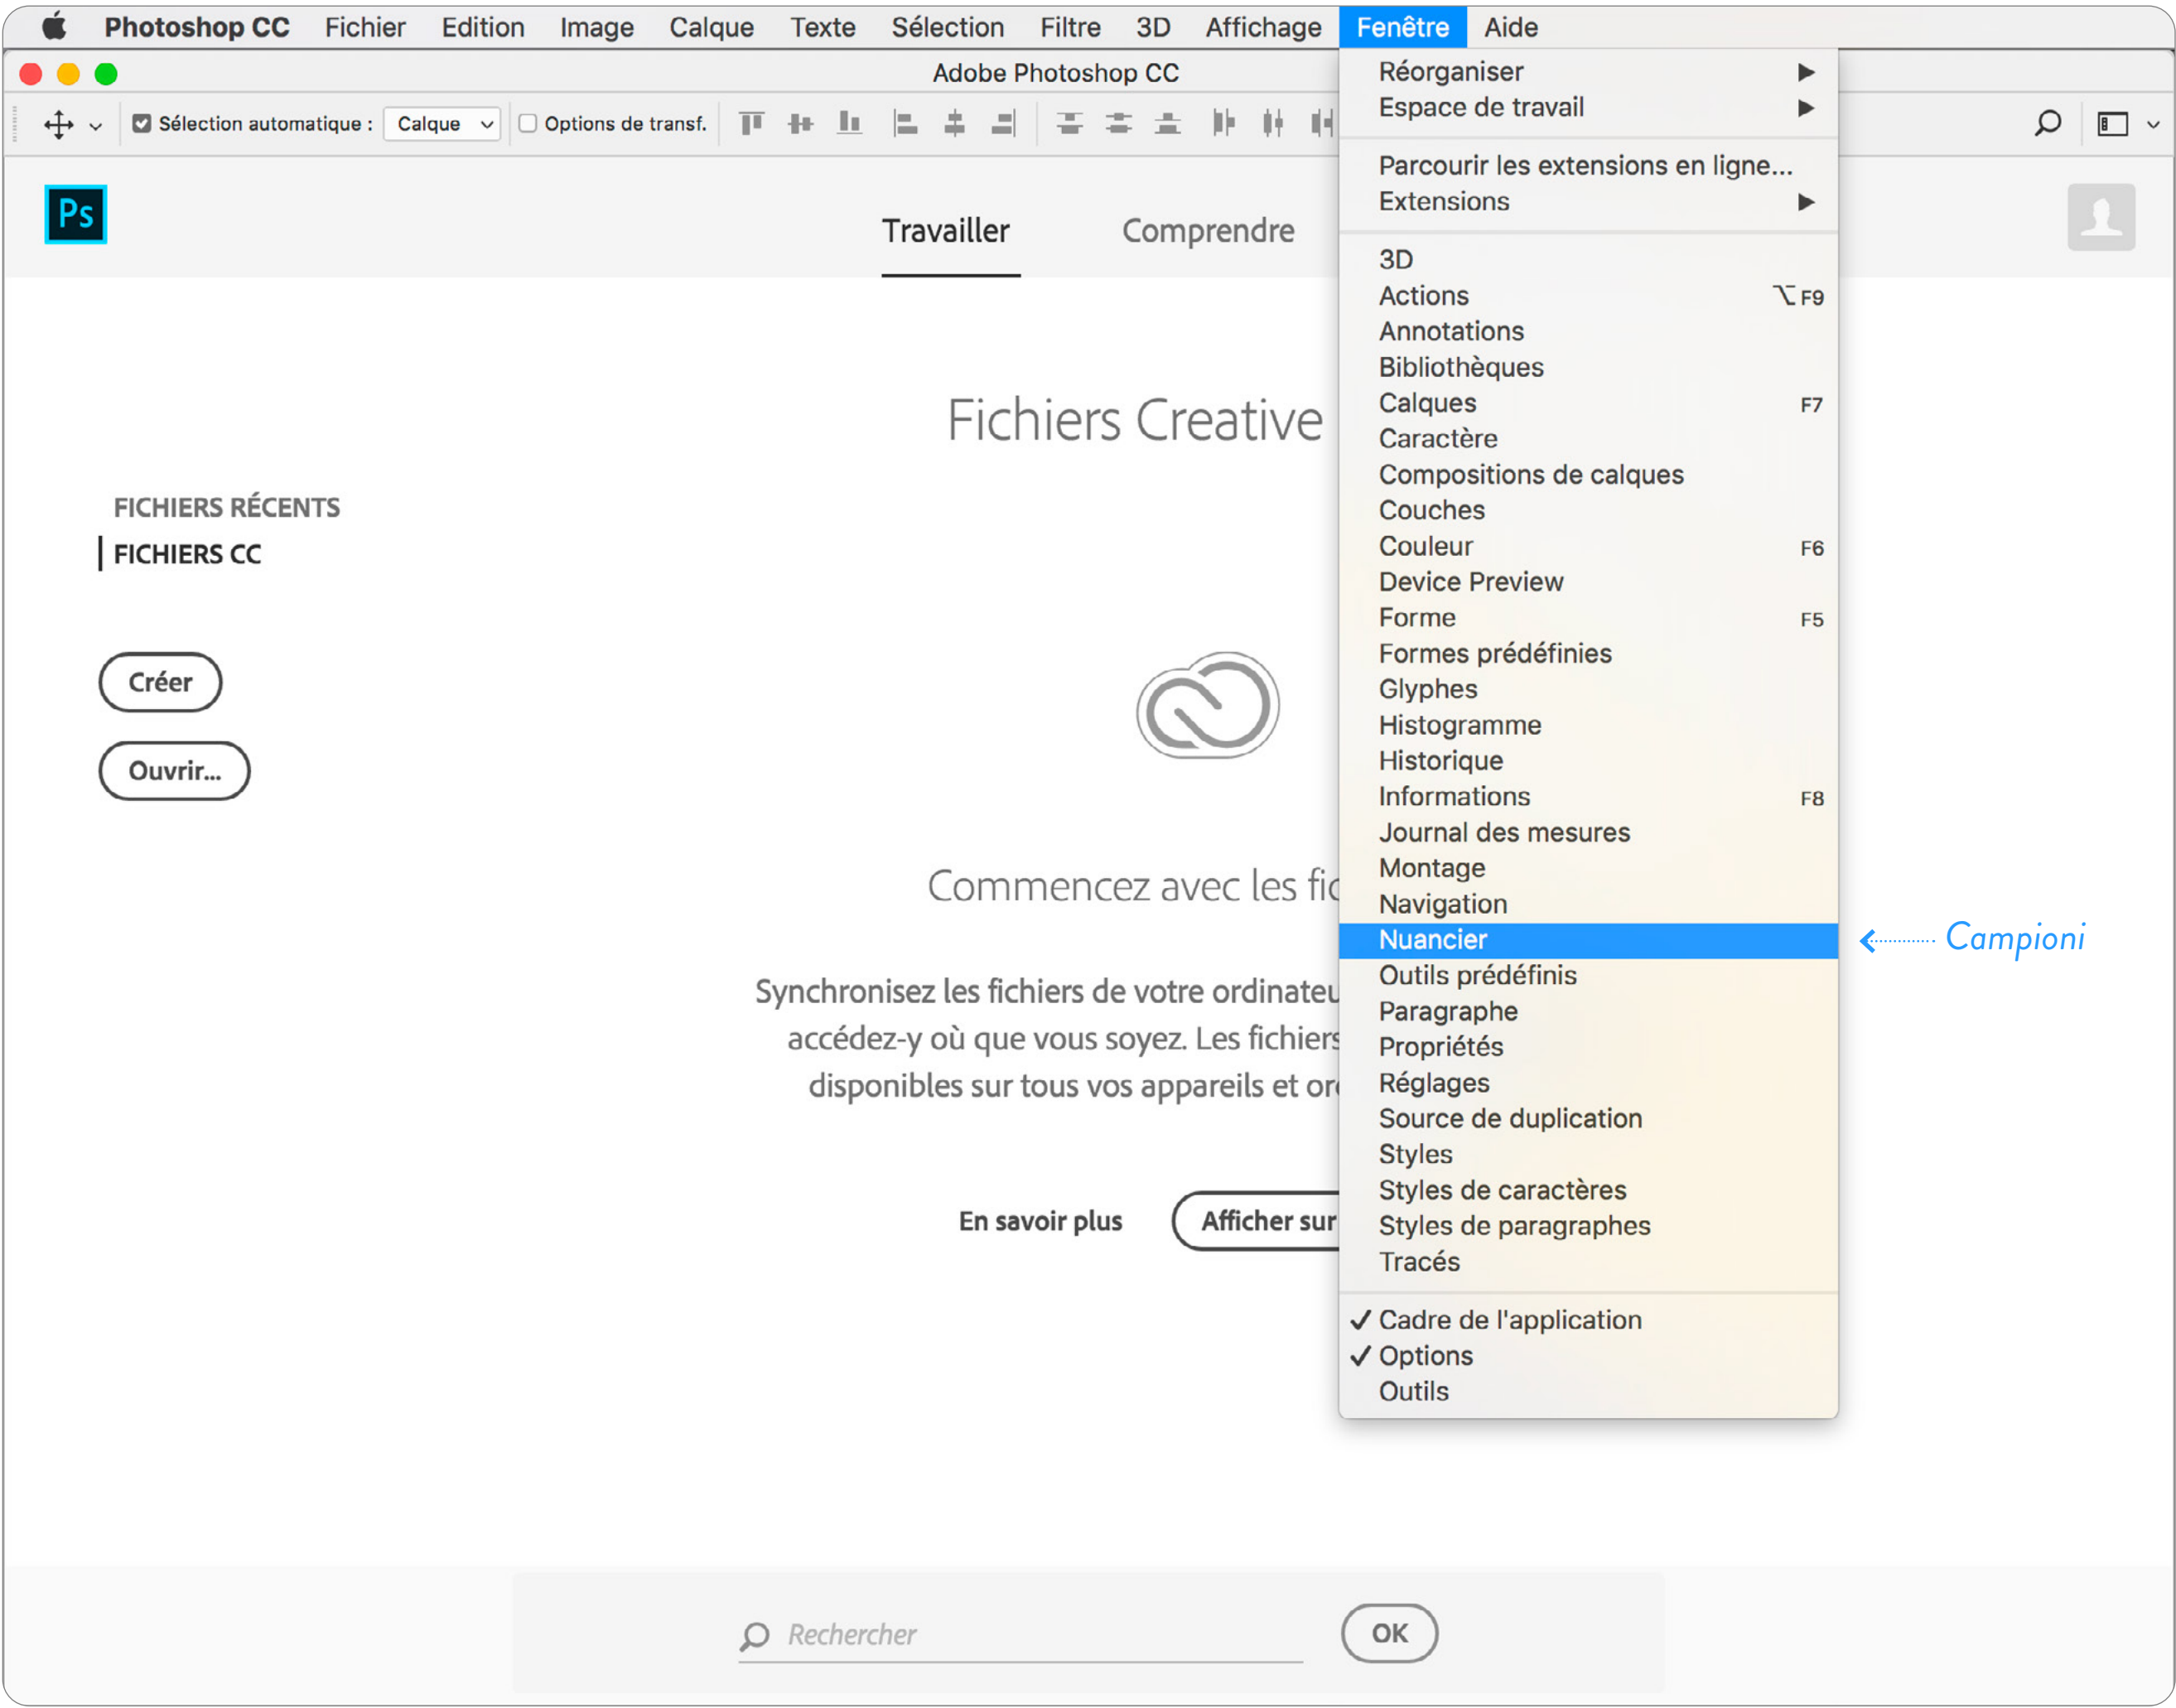 Photoshop CC Fichier Edition Image Calque Texte Sélection Filtre 3D Affichage Fenêtre Aide
Adobe Photoshop CC
Sélection automatique : Calque Options de transf.
Ps
Travailler Comprendre
Fichiers Creative
FICHIERS RÉCENTS
FICHIERS CC
Créer
Ouvrir...
Commencez avec les
Synchronisez les fichiers de votre
accédez-y où que vous soyez. Les fichiers
disponibles sur tous vos appareils et
En savoir plus Afficher sur
Réorganiser
Espace de travail
Parcourir les extensions en ligne...
Extensions
3D
Actions ⌥ F9
Annotations
Bibliothèques
Calques F7
Caractère
Compositions de calques
Couches
Couleur F6
Device Preview
Forme F5
Formes prédéfinies
Glyphes
Histogramme
Historique
Informations F8
Journal des mesures
Montage
Navigation
Nuancier
Outils prédéfinis
Paragraphe
Propriétés
Réglages
Source de duplication
Styles
Styles de caractères
Styles de paragraphes
Tracés
✓ Cadre de l'application
✓ Options
Outils
Campioni
Rechercher OK